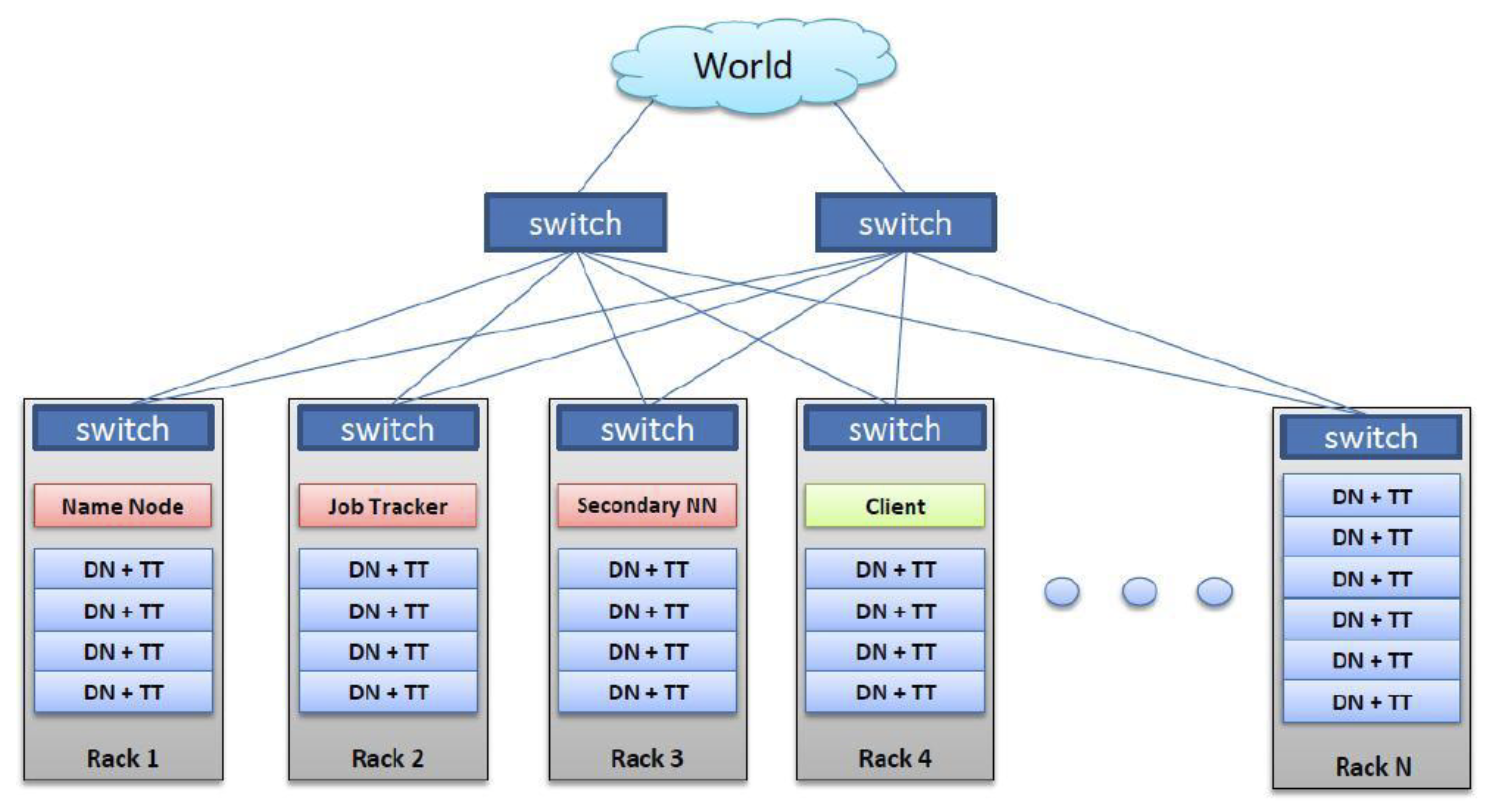 World
switch
switch
switch
switch
switch
switch
switch
Name Node
Job Tracker
Secondary NN
Client
DN + TT
DN + TT
DN + TT
DN + TT
Rack 1
DN + TT
DN + TT
DN + TT
DN + TT
Rack 2
DN + TT
DN + TT
DN + TT
DN + TT
Rack 3
DN + TT
DN + TT
DN + TT
DN + TT
Rack 4
DN + TT
DN + TT
DN + TT
DN + TT
DN + TT
DN + TT
Rack N